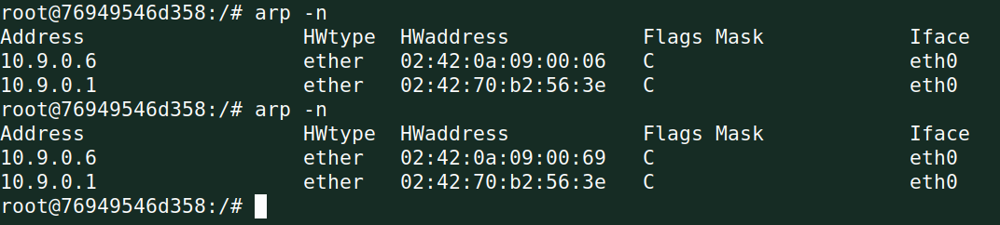 root@76949546d358:/# arp -n
Address                  HWtype  HWaddress           Flags Mask            Iface
10.9.0.6                 ether   02:42:0a:09:00:06   C                     eth0
10.9.0.1                 ether   02:42:70:b2:56:3e   C                     eth0
root@76949546d358:/# arp -n
Address                  HWtype  HWaddress           Flags Mask            Iface
10.9.0.6                 ether   02:42:0a:09:00:69   C                     eth0
10.9.0.1                 ether   02:42:70:b2:56:3e   C                     eth0
root@76949546d358:/#